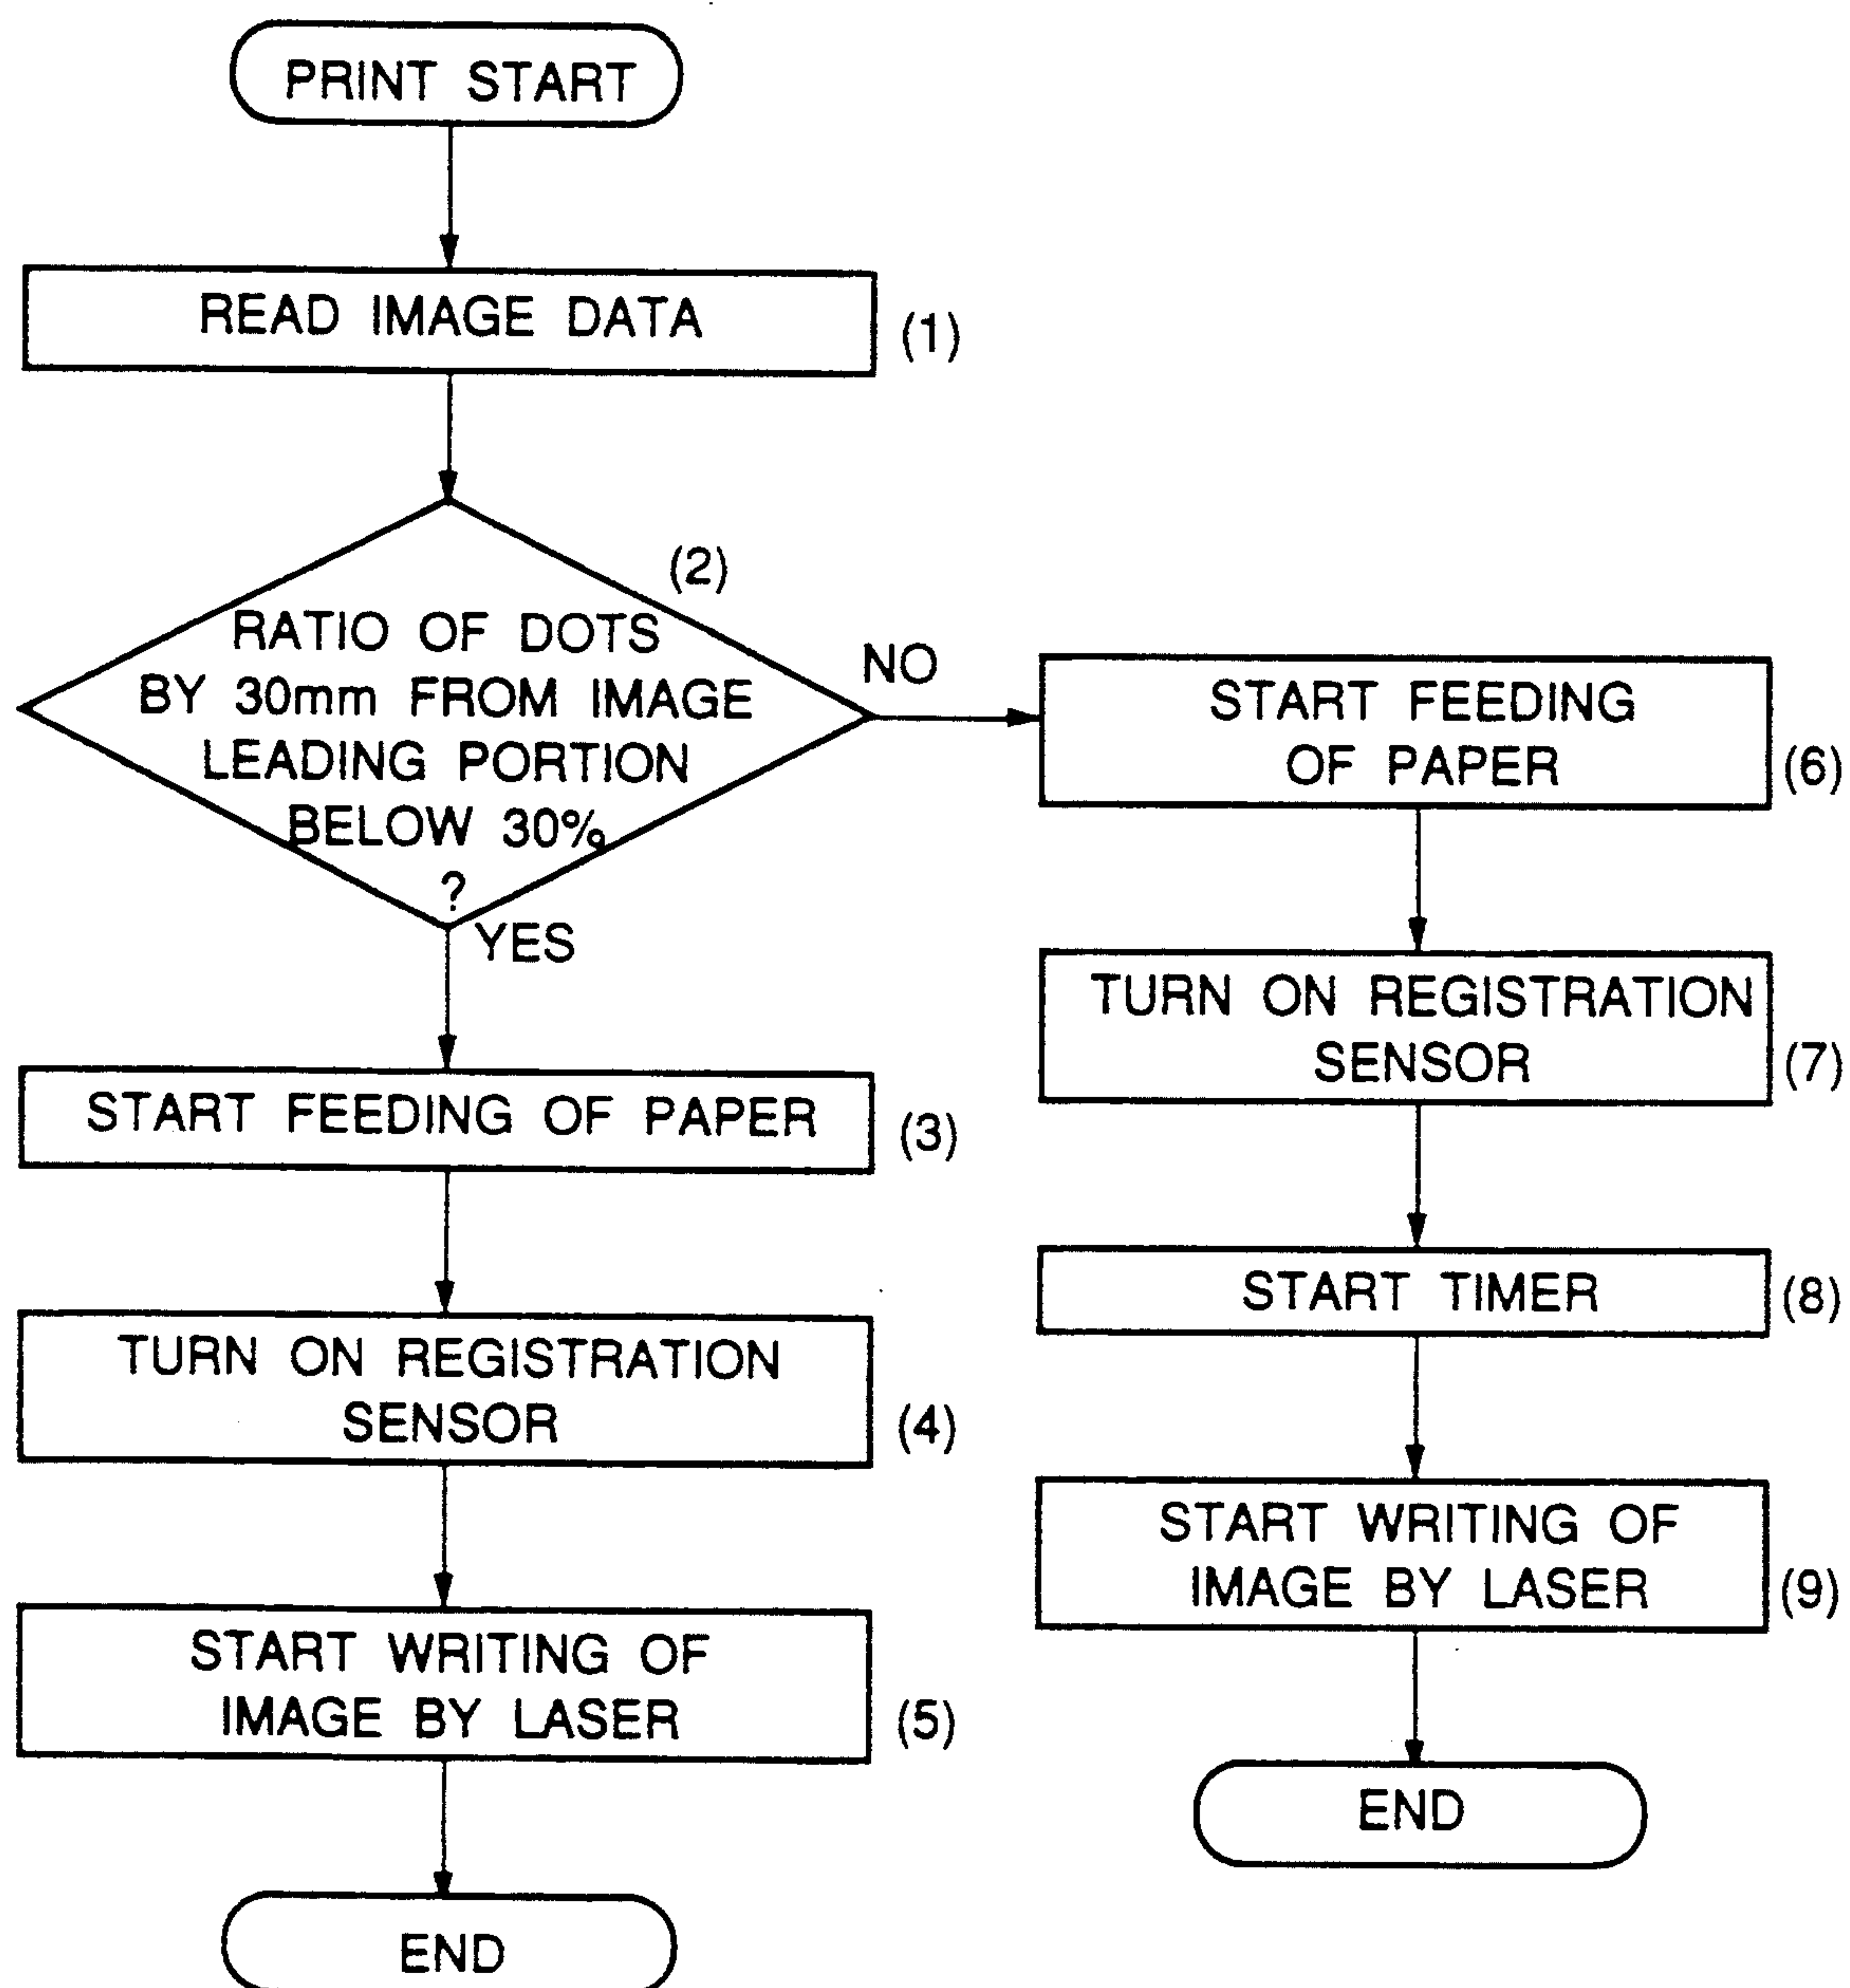 PRINT START
READ IMAGE DATA
(1)
(2)
RATIO OF DOTS
BY 30mm FROM IMAGE
LEADING PORTION
BELOW 30%
?
NO
YES
START FEEDING OF PAPER
(3)
TURN ON REGISTRATION
SENSOR
(4)
START WRITING OF
IMAGE BY LASER
(5)
END
START FEEDING
OF PAPER
(6)
TURN ON REGISTRATION
SENSOR
(7)
START TIMER
(8)
START WRITING OF
IMAGE BY LASER
(9)
END